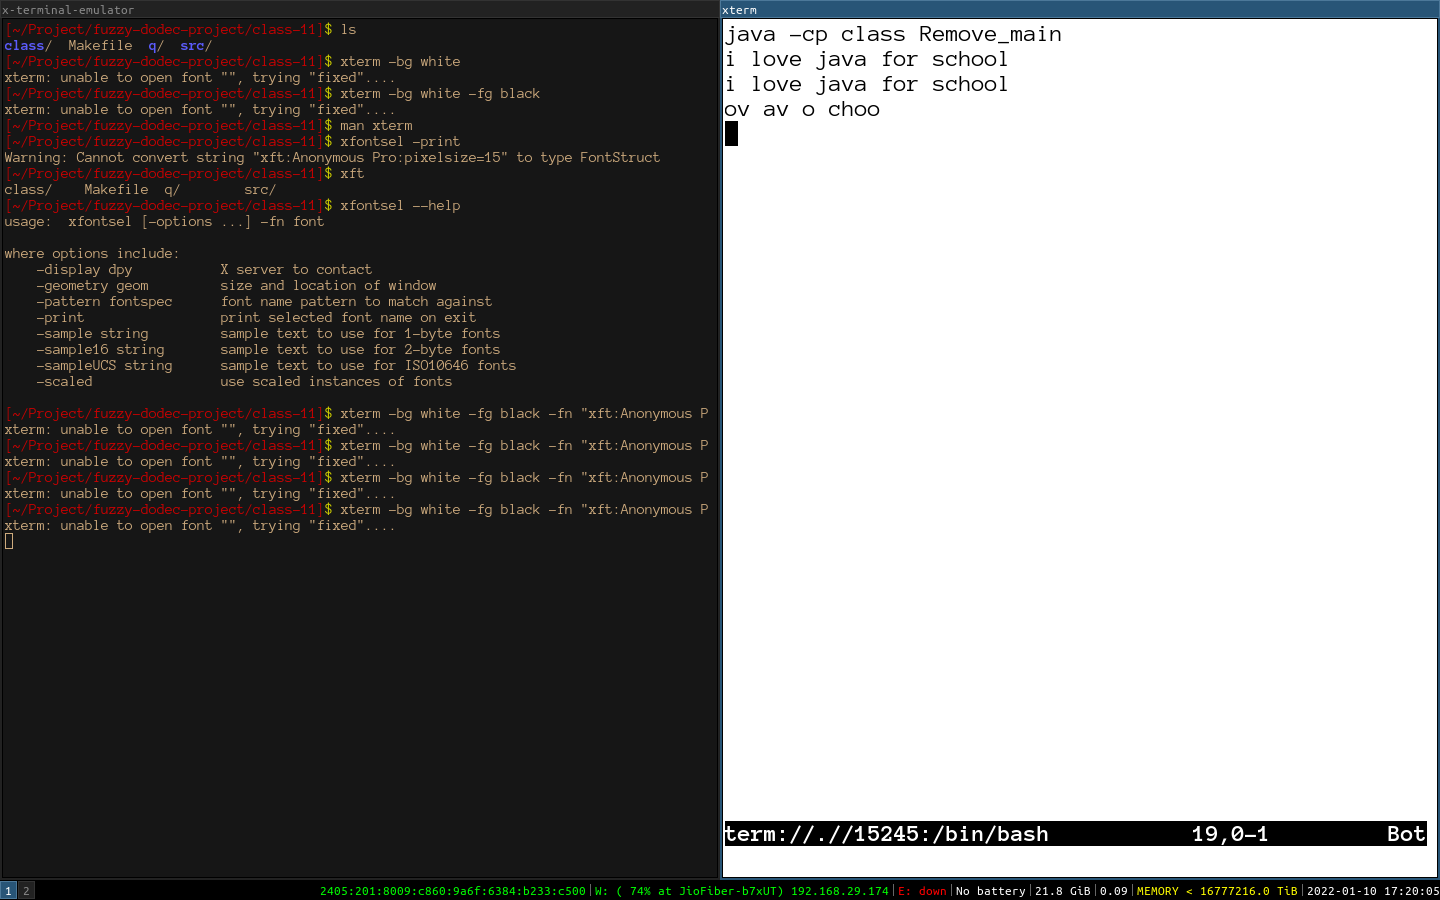 x-terminal-emulator
[~/Project/fuzzy-dodec-project/class-11]$ ls
class/  Makefile  q/  src/
[~/Project/fuzzy-dodec-project/class-11]$ xterm -bg white
xterm: unable to open font "", trying "fixed"....
[~/Project/fuzzy-dodec-project/class-11]$ xterm -bg white -fg black
xterm: unable to open font "", trying "fixed"....
[~/Project/fuzzy-dodec-project/class-11]$ man xterm
[~/Project/fuzzy-dodec-project/class-11]$ xfontsel -print
Warning: Cannot convert string "xft:Anonymous Pro:pixelsize=15" to type FontStruct
[~/Project/fuzzy-dodec-project/class-11]$ xft
class/    Makefile  q/       src/
[~/Project/fuzzy-dodec-project/class-11]$ xfontsel --help
usage:  xfontsel [-options ...] -fn font
where options include:
    -display dpy           X server to contact
    -geometry geom         size and location of window
    -pattern fontspec      font name pattern to match against
    -print                 print selected font name on exit
    -sample string         sample text to use for 1-byte fonts
    -sample16 string       sample text to use for 2-byte fonts
    -sampleUCS string      sample text to use for ISO10646 fonts
    -scaled                use scaled instances of fonts
[~/Project/fuzzy-dodec-project/class-11]$ xterm -bg white -fg black -fn "xft:Anonymous P
xterm: unable to open font "", trying "fixed"....
[~/Project/fuzzy-dodec-project/class-11]$ xterm -bg white -fg black -fn "xft:Anonymous P
xterm: unable to open font "", trying "fixed"....
[~/Project/fuzzy-dodec-project/class-11]$ xterm -bg white -fg black -fn "xft:Anonymous P
xterm: unable to open font "", trying "fixed"....
[~/Project/fuzzy-dodec-project/class-11]$ xterm -bg white -fg black -fn "xft:Anonymous P
xterm: unable to open font "", trying "fixed"....
xterm
java -cp class Remove_main
i love java for school
i love java for school
ov av o choo
term://.//15245:/bin/bash           19,0-1         Bot
1 2 2405:201:8009:c860:9a6f:6384:b233:c500|W: ( 74% at JioFiber-b7xUT) 192.168.29.174|E: down|No battery|21.8 GiB|0.09|MEMORY < 16777216.0 TiB|2022-01-10 17:20:05